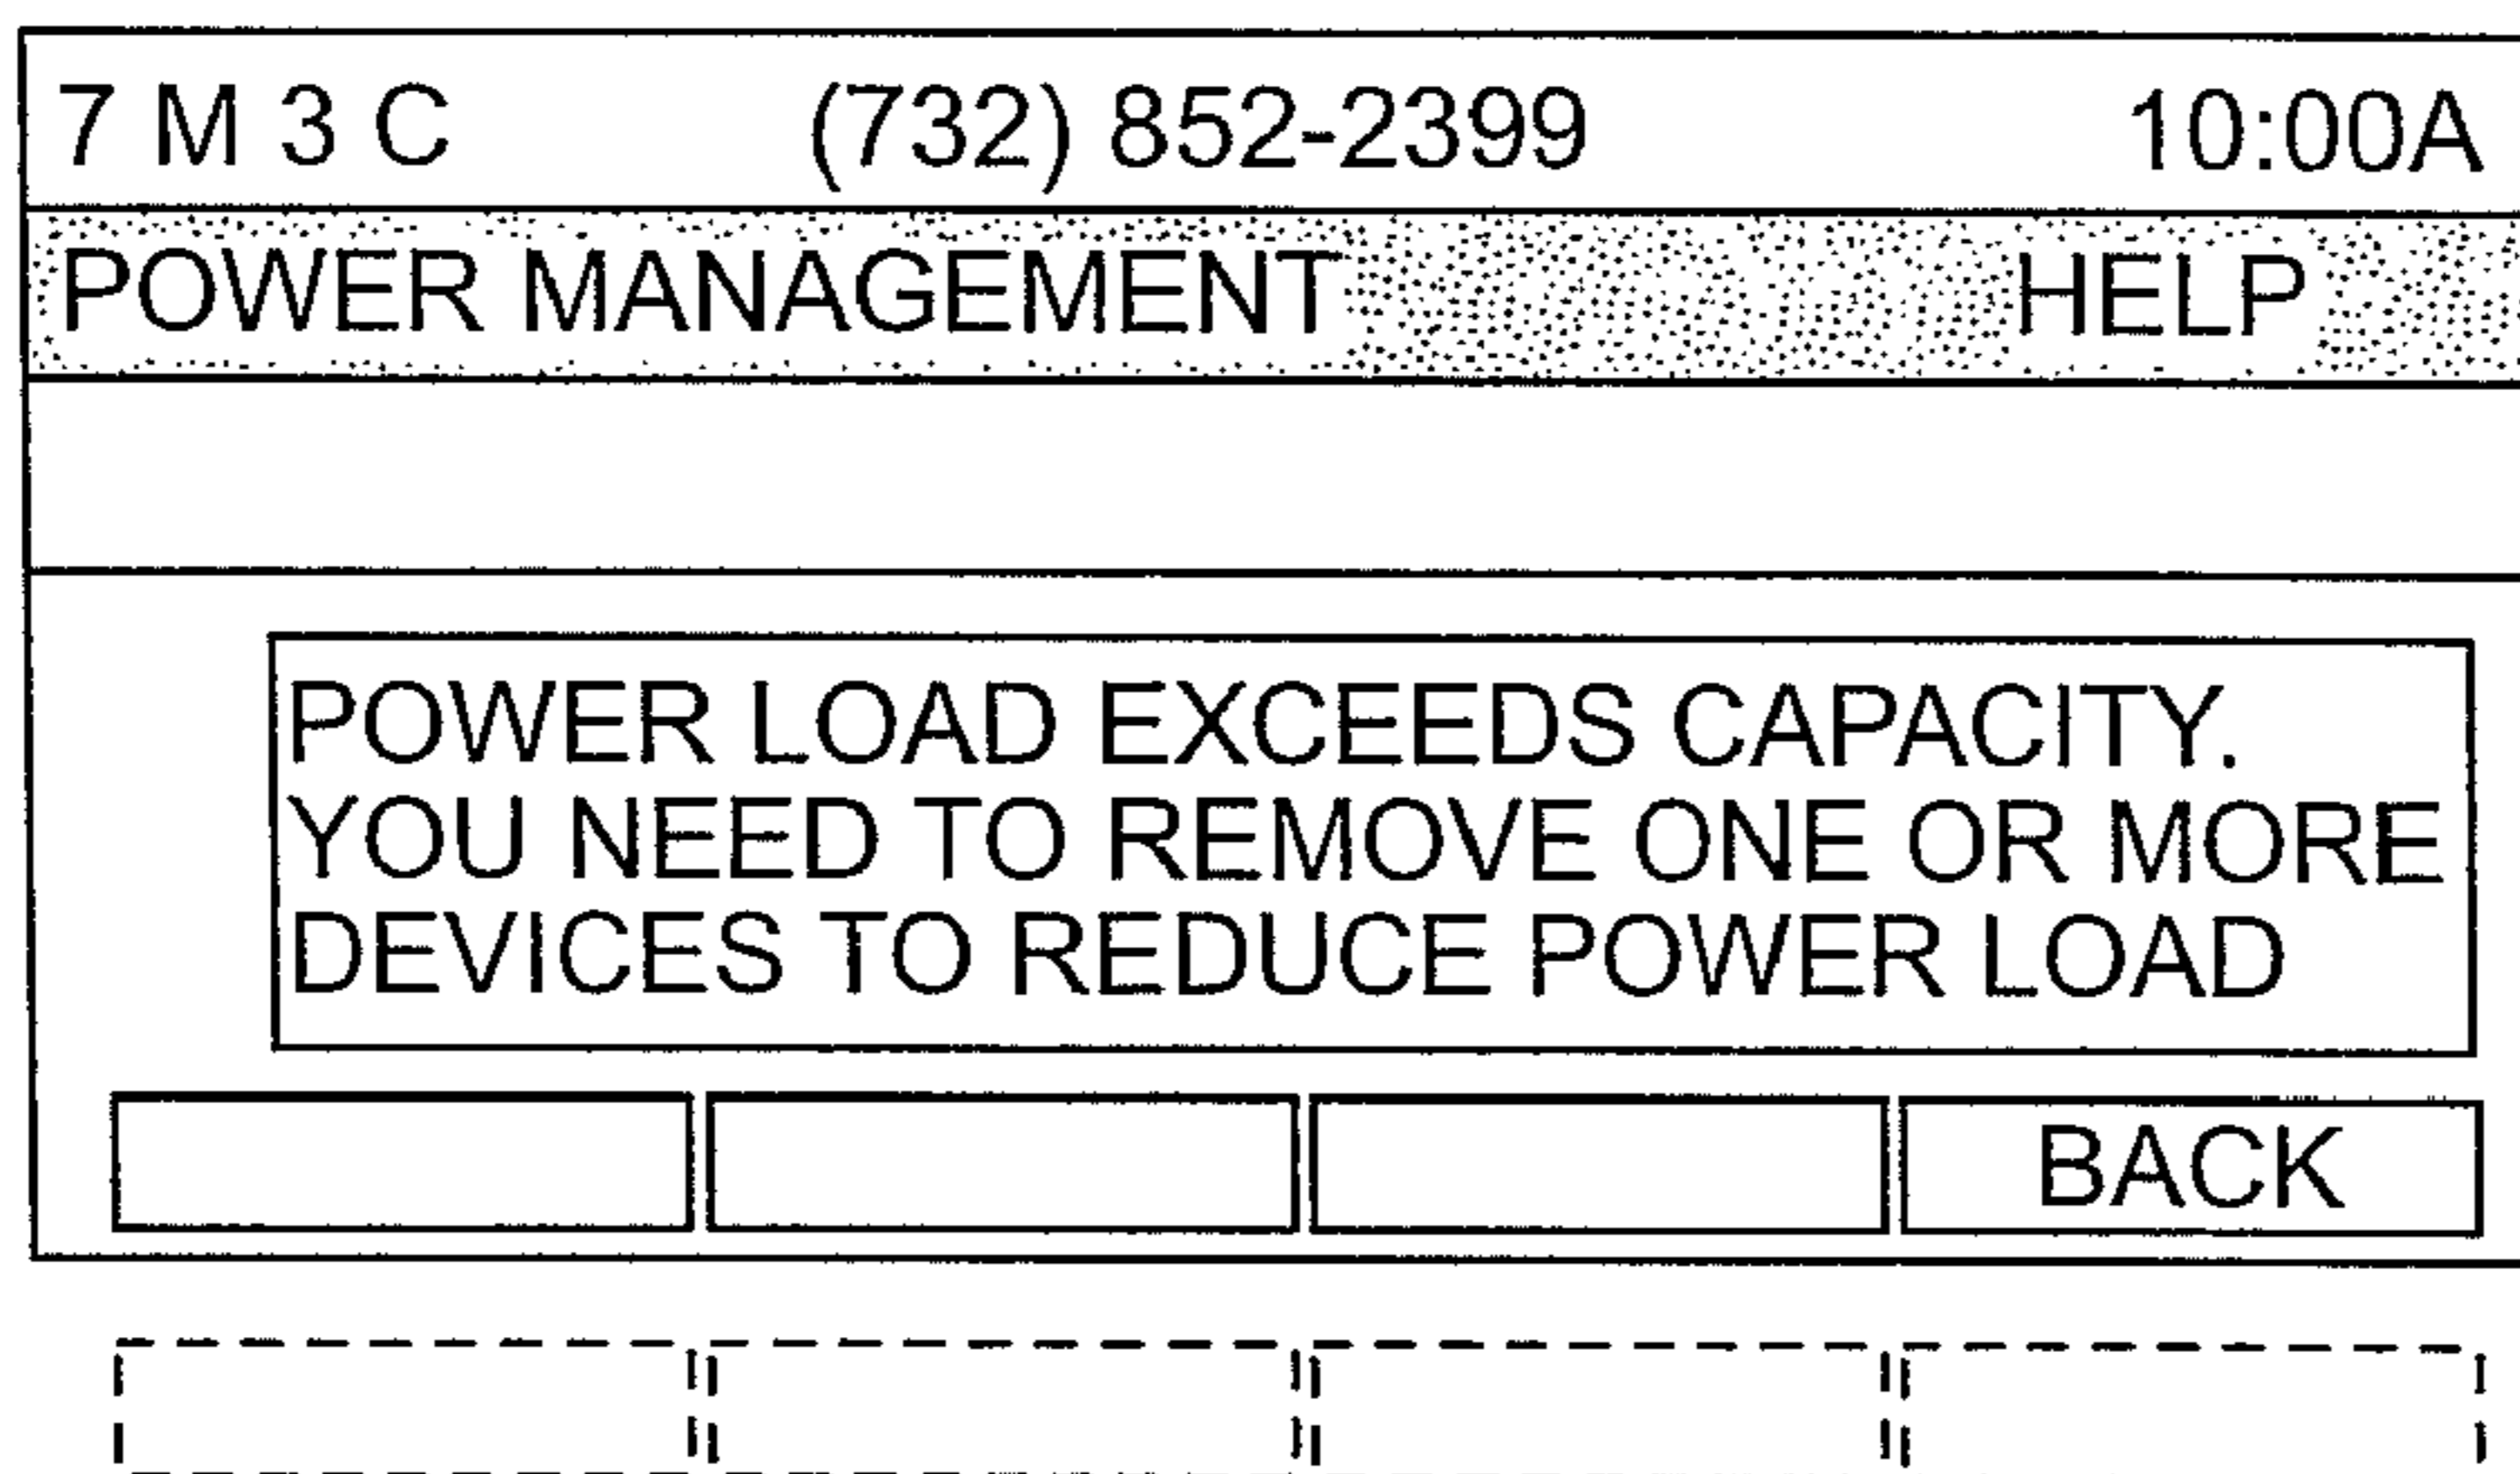 7 M 3 C (732) 852-2399 10:00A
POWER MANAGEMENT HELP
POWER LOAD EXCEEDS CAPACITY.
YOU NEED TO REMOVE ONE OR MORE
DEVICES TO REDUCE POWER LOAD
BACK